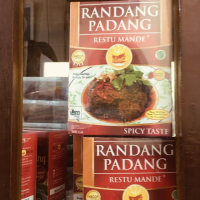 RANDANG
PADANG
"RESTU MANDE"
SPICY TASTE
RANDANG
PADANG
RESTU MANDE